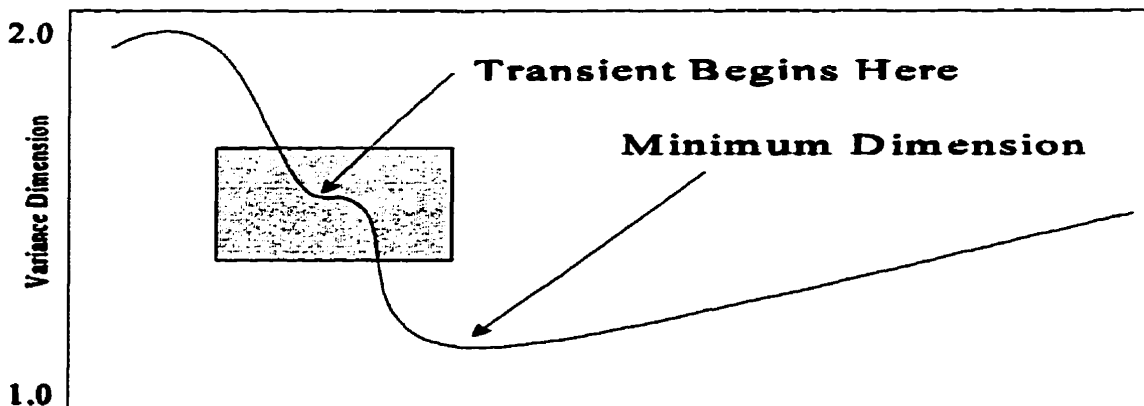 2.0
Transient Begins Here
Minimum Dimension
Variance Dimension
1.0